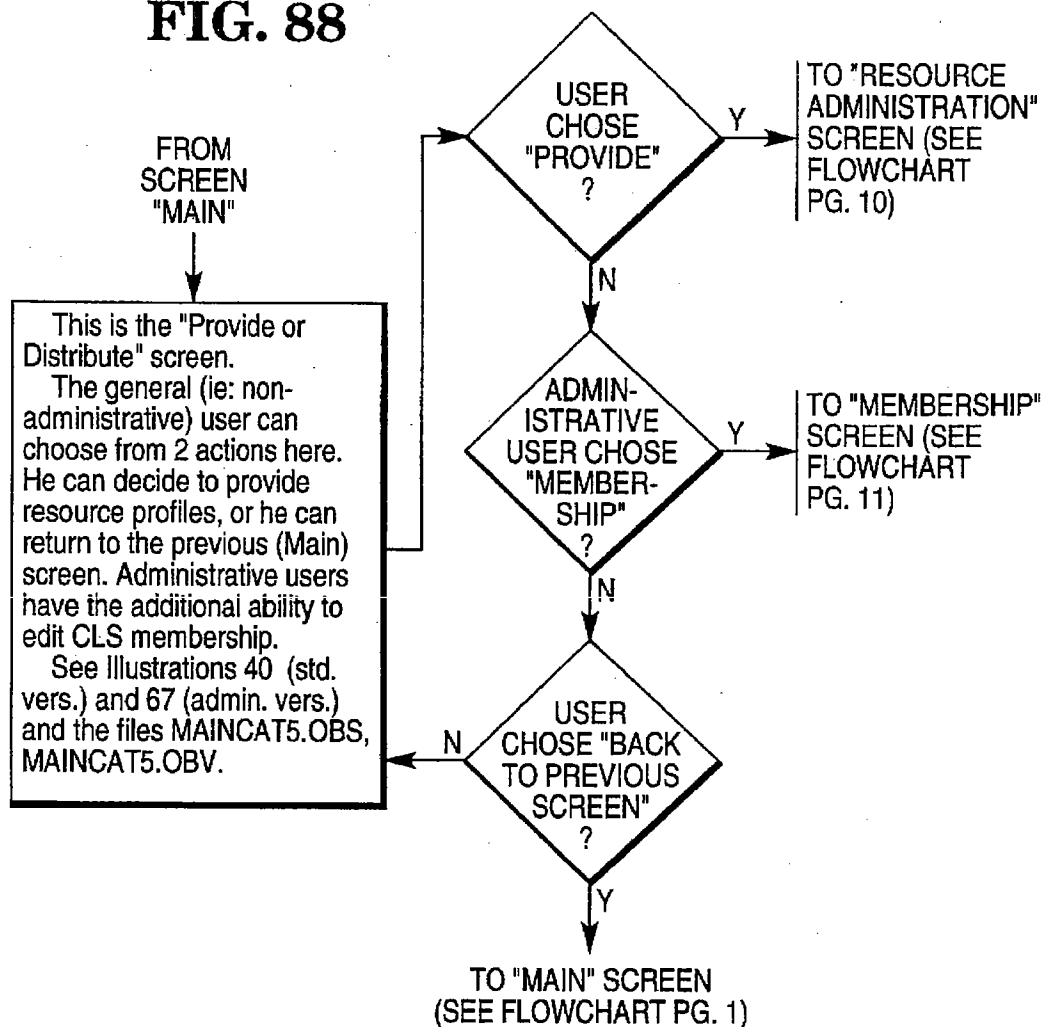 FIG. 88
FROM
SCREEN
"MAIN"
This is the "Provide or
Distribute" screen.
The general (ie: non-
administrative) user can
choose from 2 actions here.
He can decide to provide
resource profiles, or he can
return to the previous (Main)
screen. Administrative users
have the additional ability to
edit CLS membership.
See Illustrations 40 (std.
vers.) and 67 (admin. vers.)
and the files MAINCAT5.OBS,
MAINCAT5.OBV.
USER
CHOSE
"PROVIDE"
?
Y
TO "RESOURCE
ADMINISTRATION"
SCREEN (SEE
FLOWCHART
PG. 10)
N
ADMIN-
ISTRATIVE
USER CHOSE
"MEMBER-
SHIP"
?
Y
TO "MEMBERSHIP"
SCREEN (SEE
FLOWCHART
PG. 11)
N
USER
CHOSE "BACK
TO PREVIOUS
SCREEN"
?
N
Y
TO "MAIN" SCREEN
(SEE FLOWCHART PG. 1)